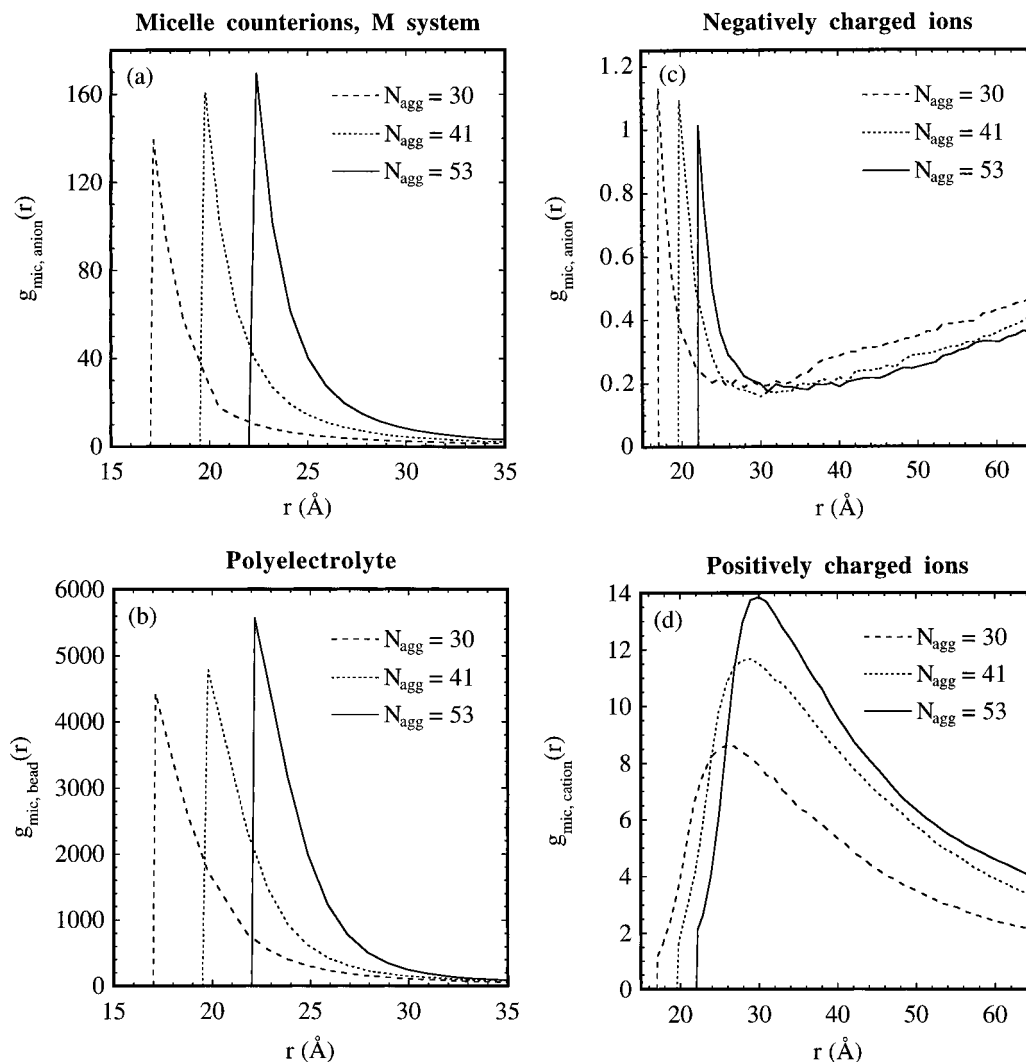 Micelle counterions, M system
(a)
N_agg = 30
N_agg = 41
N_agg = 53
g_mic, anion(r)
160
120
80
40
0
15 20 25 30 35
r (Å)
Negatively charged ions
(c)
N_agg = 30
N_agg = 41
N_agg = 53
g_mic, anion(r)
1.2
1
0.8
0.6
0.4
0.2
0
20 30 40 50 60
r (Å)
Polyelectrolyte
(b)
N_agg = 30
N_agg = 41
N_agg = 53
g_mic, bead(r)
6000
5000
4000
3000
2000
1000
0
15 20 25 30 35
r (Å)
Positively charged ions
(d)
N_agg = 30
N_agg = 41
N_agg = 53
g_mic, cation(r)
14
12
10
8
6
4
2
0
20 30 40 50 60
r (Å)